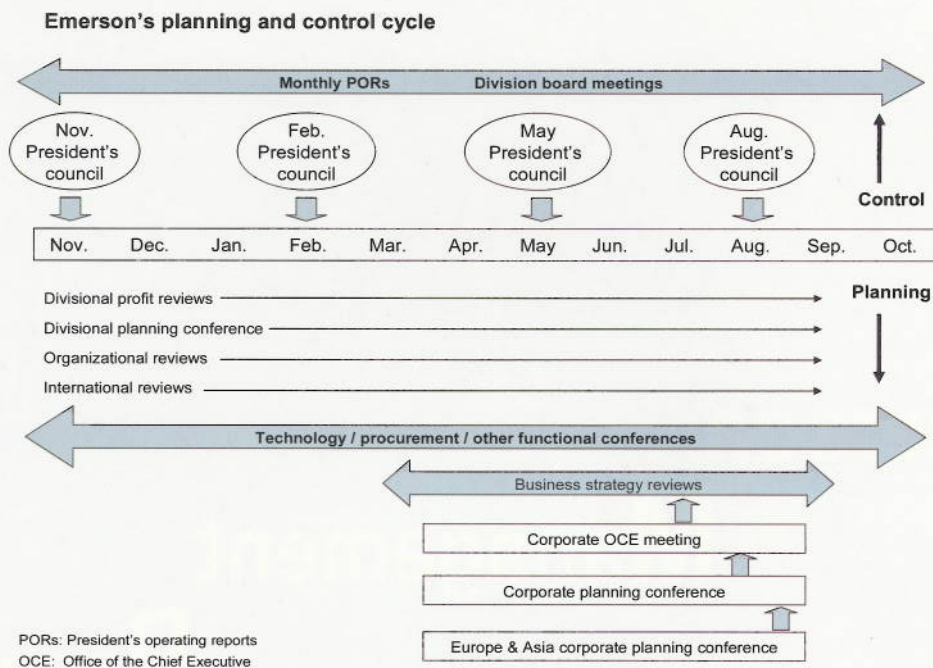 Emerson's planning and control cycle
Monthly PORs Division board meetings
Nov.
President's
council
Feb.
President's
council
May
President's
council
Aug.
President's
council
Control
Nov. Dec. Jan. Feb. Mar. Apr. May Jun. Jul. Aug. Sep. Oct.
Planning
Divisional profit reviews
Divisional planning conference
Organizational reviews
International reviews
Technology / procurement / other functional conferences
Business strategy reviews
Corporate OCE meeting
Corporate planning conference
Europe & Asia corporate planning conference
PORs: President's operating reports
OCE: Office of the Chief Executive